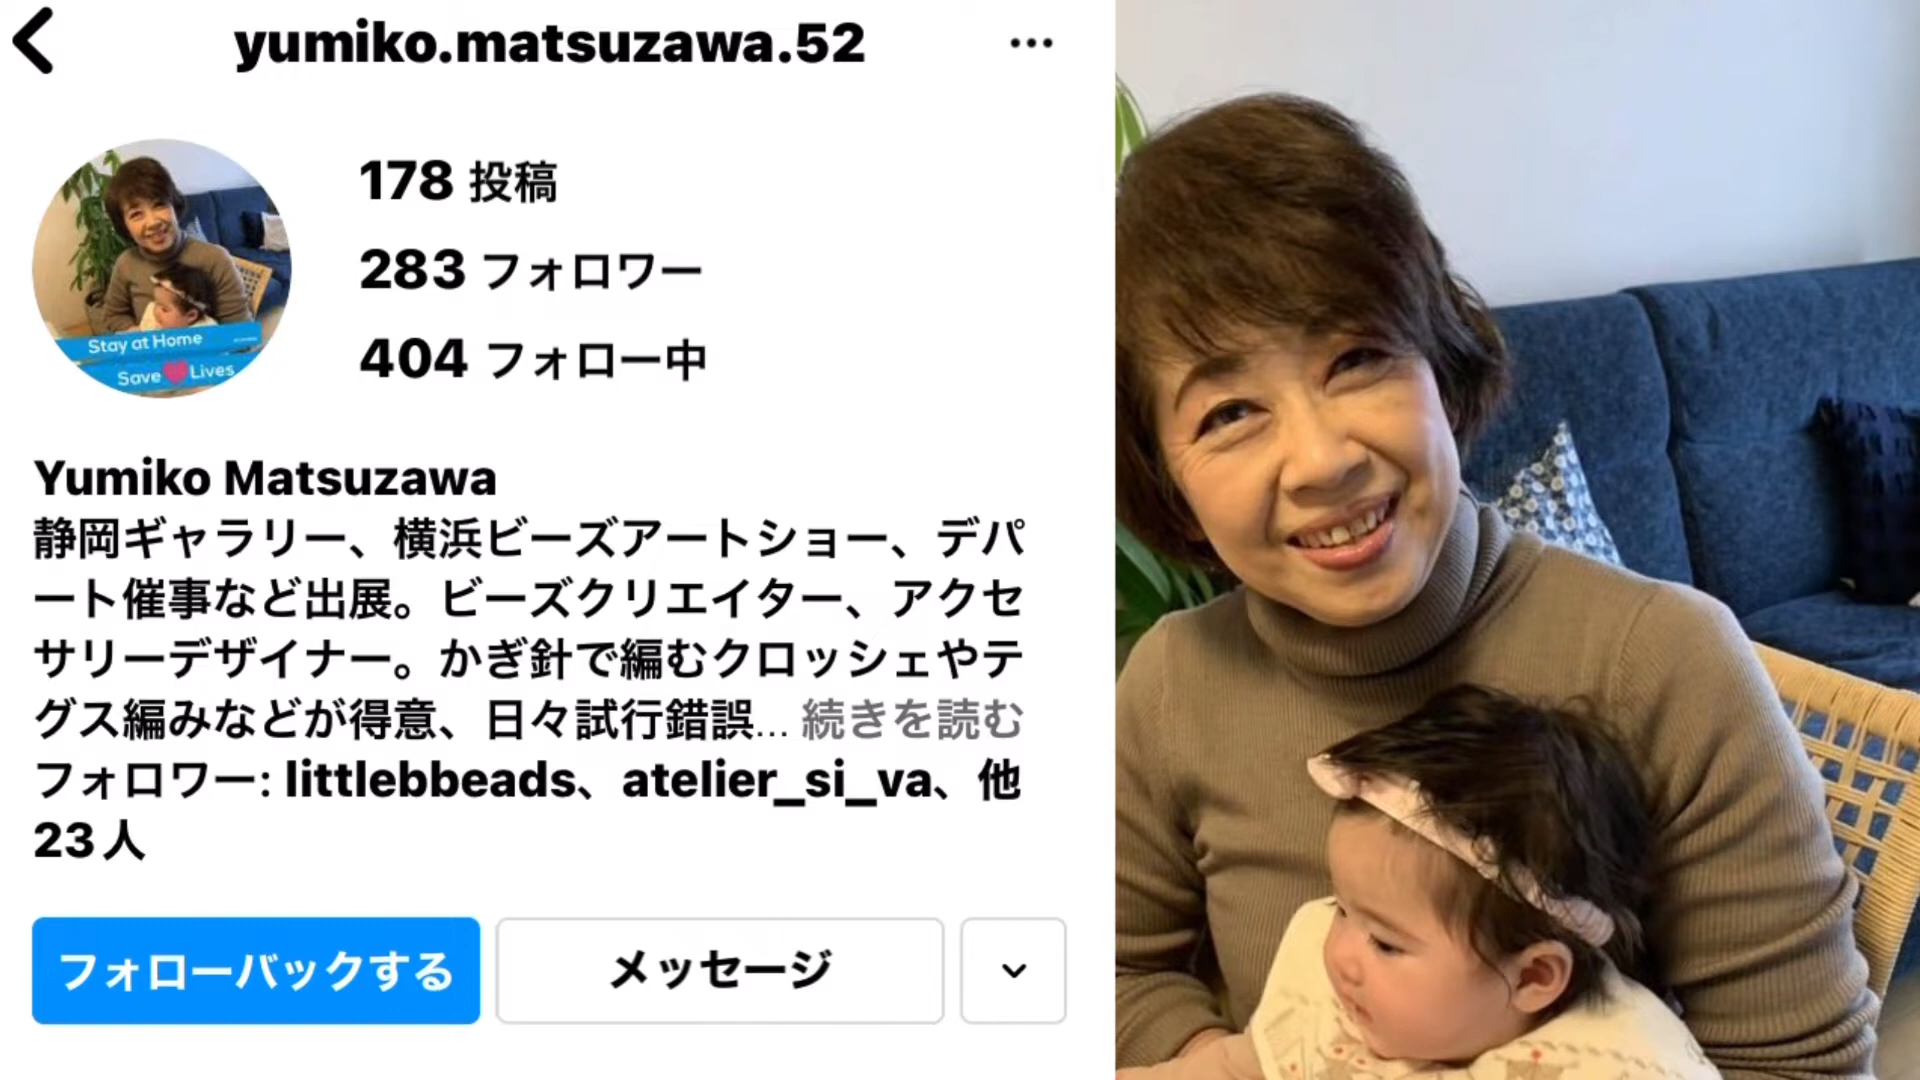 yumiko.matsuzawa.52
178 投稿
283 フォロワー
404 フォロー中
Stay at Home
Save Lives
Yumiko Matsuzawa
静岡ギャラリー、横浜ビーズアートショー、デパ
ート催事など出展。ビーズクリエイター、アクセ
サリーデザイナー。かぎ針で編むクロッシェやテ
グス編みなどが得意、日々試行錯誤... 続きを読む
フォロワー: littlebbeads、atelier_si_va、他
23人
フォローバックする
メッセージ